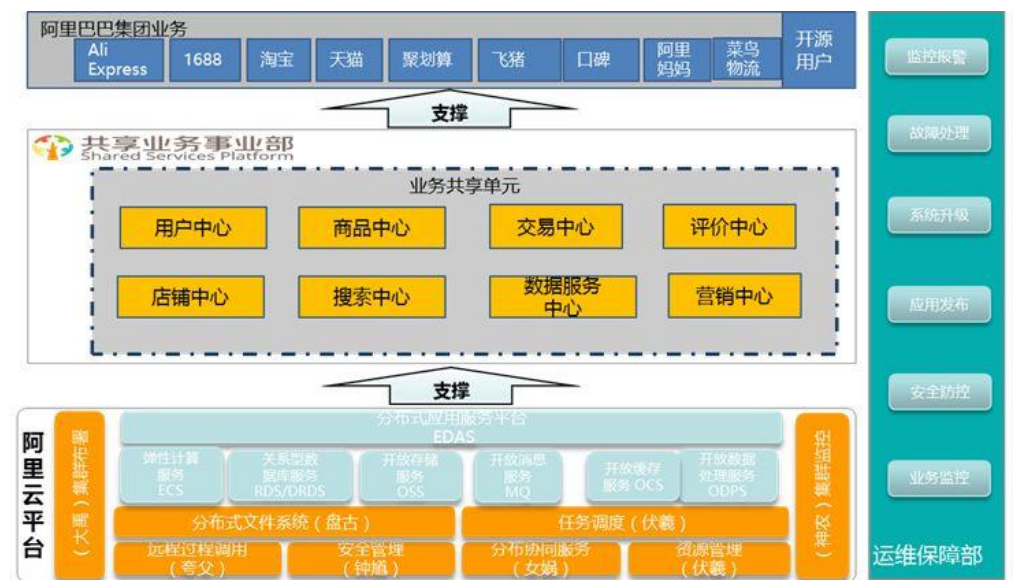 阿里巴巴集团业务
Ali
Express
1688
淘宝
天猫
聚划算
飞猪
口碑
阿里
妈妈
菜鸟
物流
开源
用户
支撑
共享业务事业部
Shared Services Platform
业务共享单元
用户中心
商品中心
交易中心
评价中心
店铺中心
搜索中心
数据服务
中心
营销中心
支撑
阿里云平台
（大禹）集群布署
分布式应用服务平台
EDAS
弹性计算
服务
ECS
关系型数
据库服务
RDS/DRDS
开放存储
服务
OSS
开放消息
服务
MQ
开放缓存
服务 OCS
开放数据
处理服务
ODPS
分布式文件系统（盘古）
任务调度（伏羲）
远程过程调用
（夸父）
安全管理
（钟馗）
分布协同服务
（女娲）
资源管理
（伏羲）
（神农）集群监控
监控报警
故障处理
系统升级
应用发布
安全防控
业务监控
运维保障部